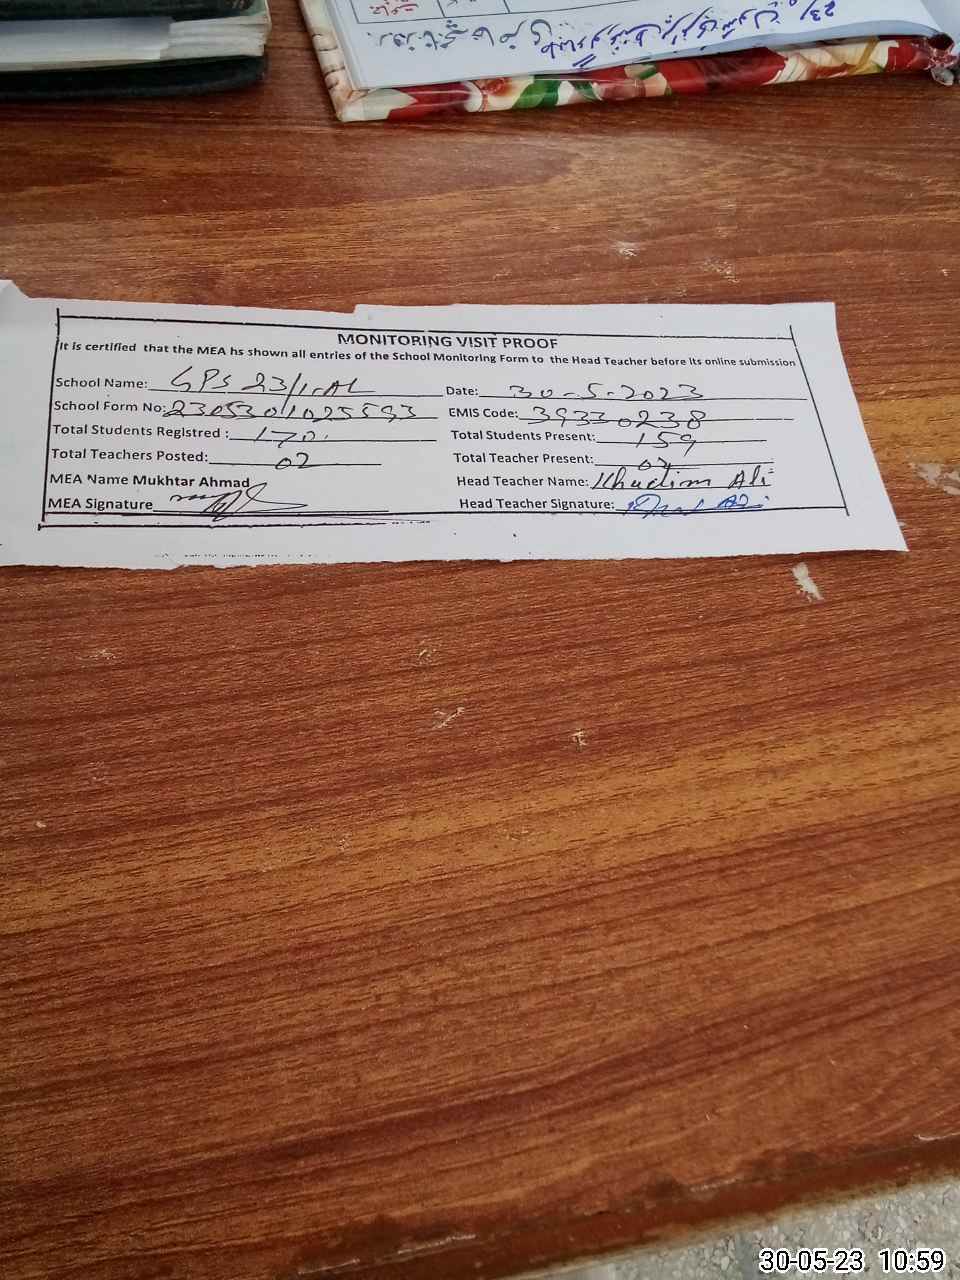 MONITORING VISIT PROOF
It is certified that the MEA hs shown all entries of the School Monitoring Form to the Head Teacher before its online submission
School Name: GPS 23/1-AL Date: 30-5-2023
School Form No: 2305301025593 EMIS Code: 39330238
Total Students Registred : 170 Total Students Present: 159
Total Teachers Posted: 02 Total Teacher Present: 02
MEA Name Mukhtar Ahmad Head Teacher Name: Khadim Ali
MEA Signature Head Teacher Signature:
30-05-23 10:59